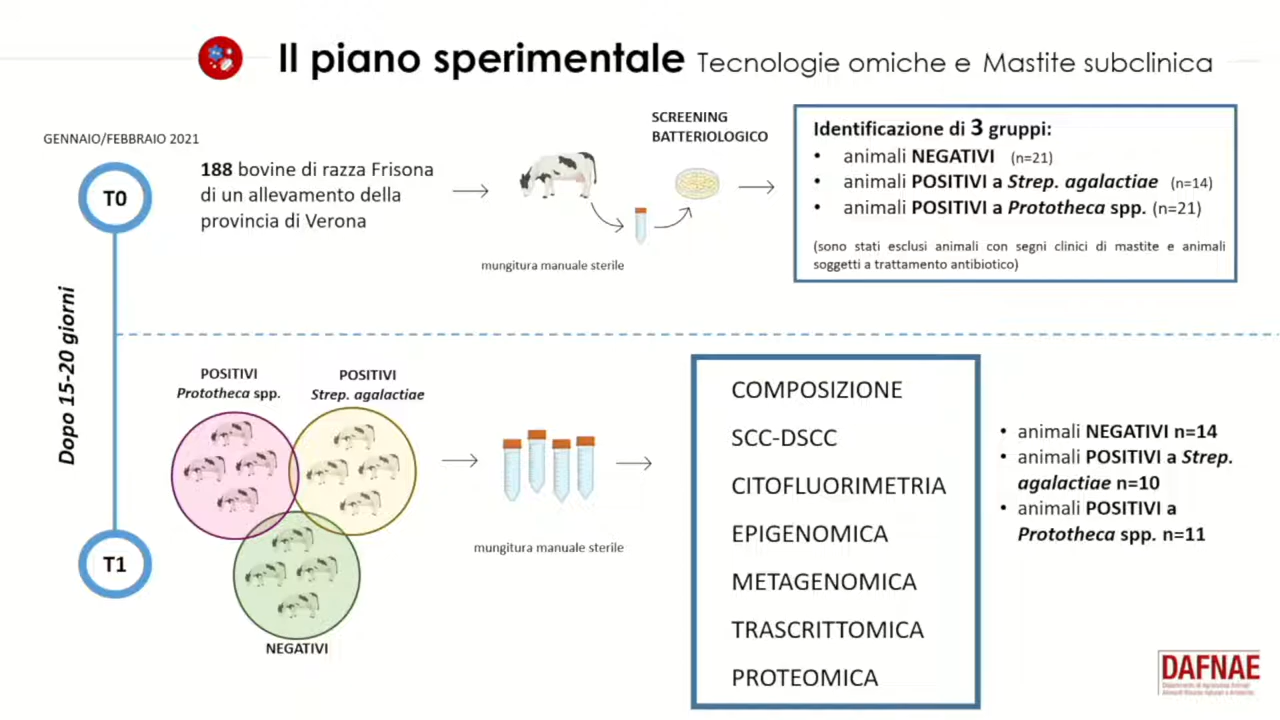 Il piano sperimentale Tecnologie omiche e Mastite subclinica
GENNAIO/FEBBRAIO 2021
T0
188 bovine di razza Frisona
di un allevamento della
provincia di Verona
mungitura manuale sterile
SCREENING
BATTERIOLOGICO
Identificazione di 3 gruppi:
• animali NEGATIVI (n=21)
• animali POSITIVI a Strep. agalactiae (n=14)
• animali POSITIVI a Prototheca spp. (n=21)
(sono stati esclusi animali con segni clinici di mastite e animali
soggetti a trattamento antibiotico)
Dopo 15-20 giorni
T1
POSITIVI
Prototheca spp.
POSITIVI
Strep. agalactiae
NEGATIVI
mungitura manuale sterile
COMPOSIZIONE
SCC-DSCC
CITOFLUORIMETRIA
EPIGENOMICA
METAGENOMICA
TRASCRITTOMICA
PROTEOMICA
• animali NEGATIVI n=14
• animali POSITIVI a Strep.
agalactiae n=10
• animali POSITIVI a
Prototheca spp. n=11
DAFNAE